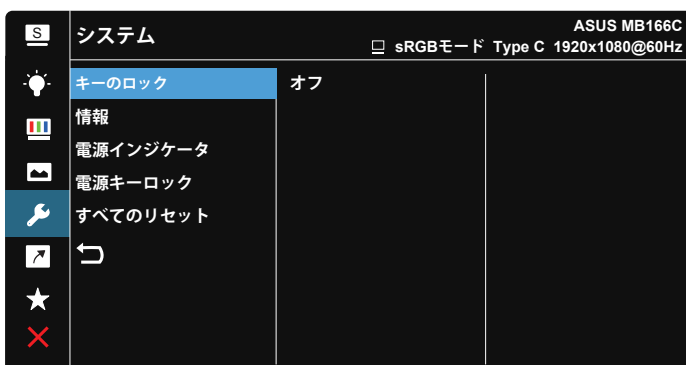 S
システム
ASUS MB166C
sRGBモード Type C 1920x1080@60Hz
キーのロック
オフ
情報
電源インジケータ
電源キーロック
すべてのリセット